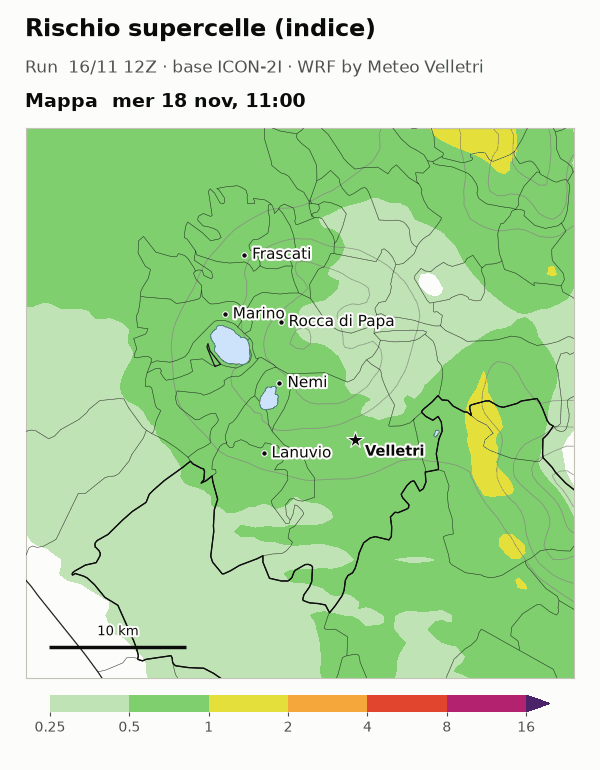 Rischio supercelle (indice)
Run  16/11 12Z · base ICON-2I · WRF by Meteo Velletri
Mappa  mer 18 nov, 11:00
Frascati
Marino
Rocca di Papa
Nemi
Velletri
Lanuvio
10 km
0.25 0.5 1 2 4 8 16